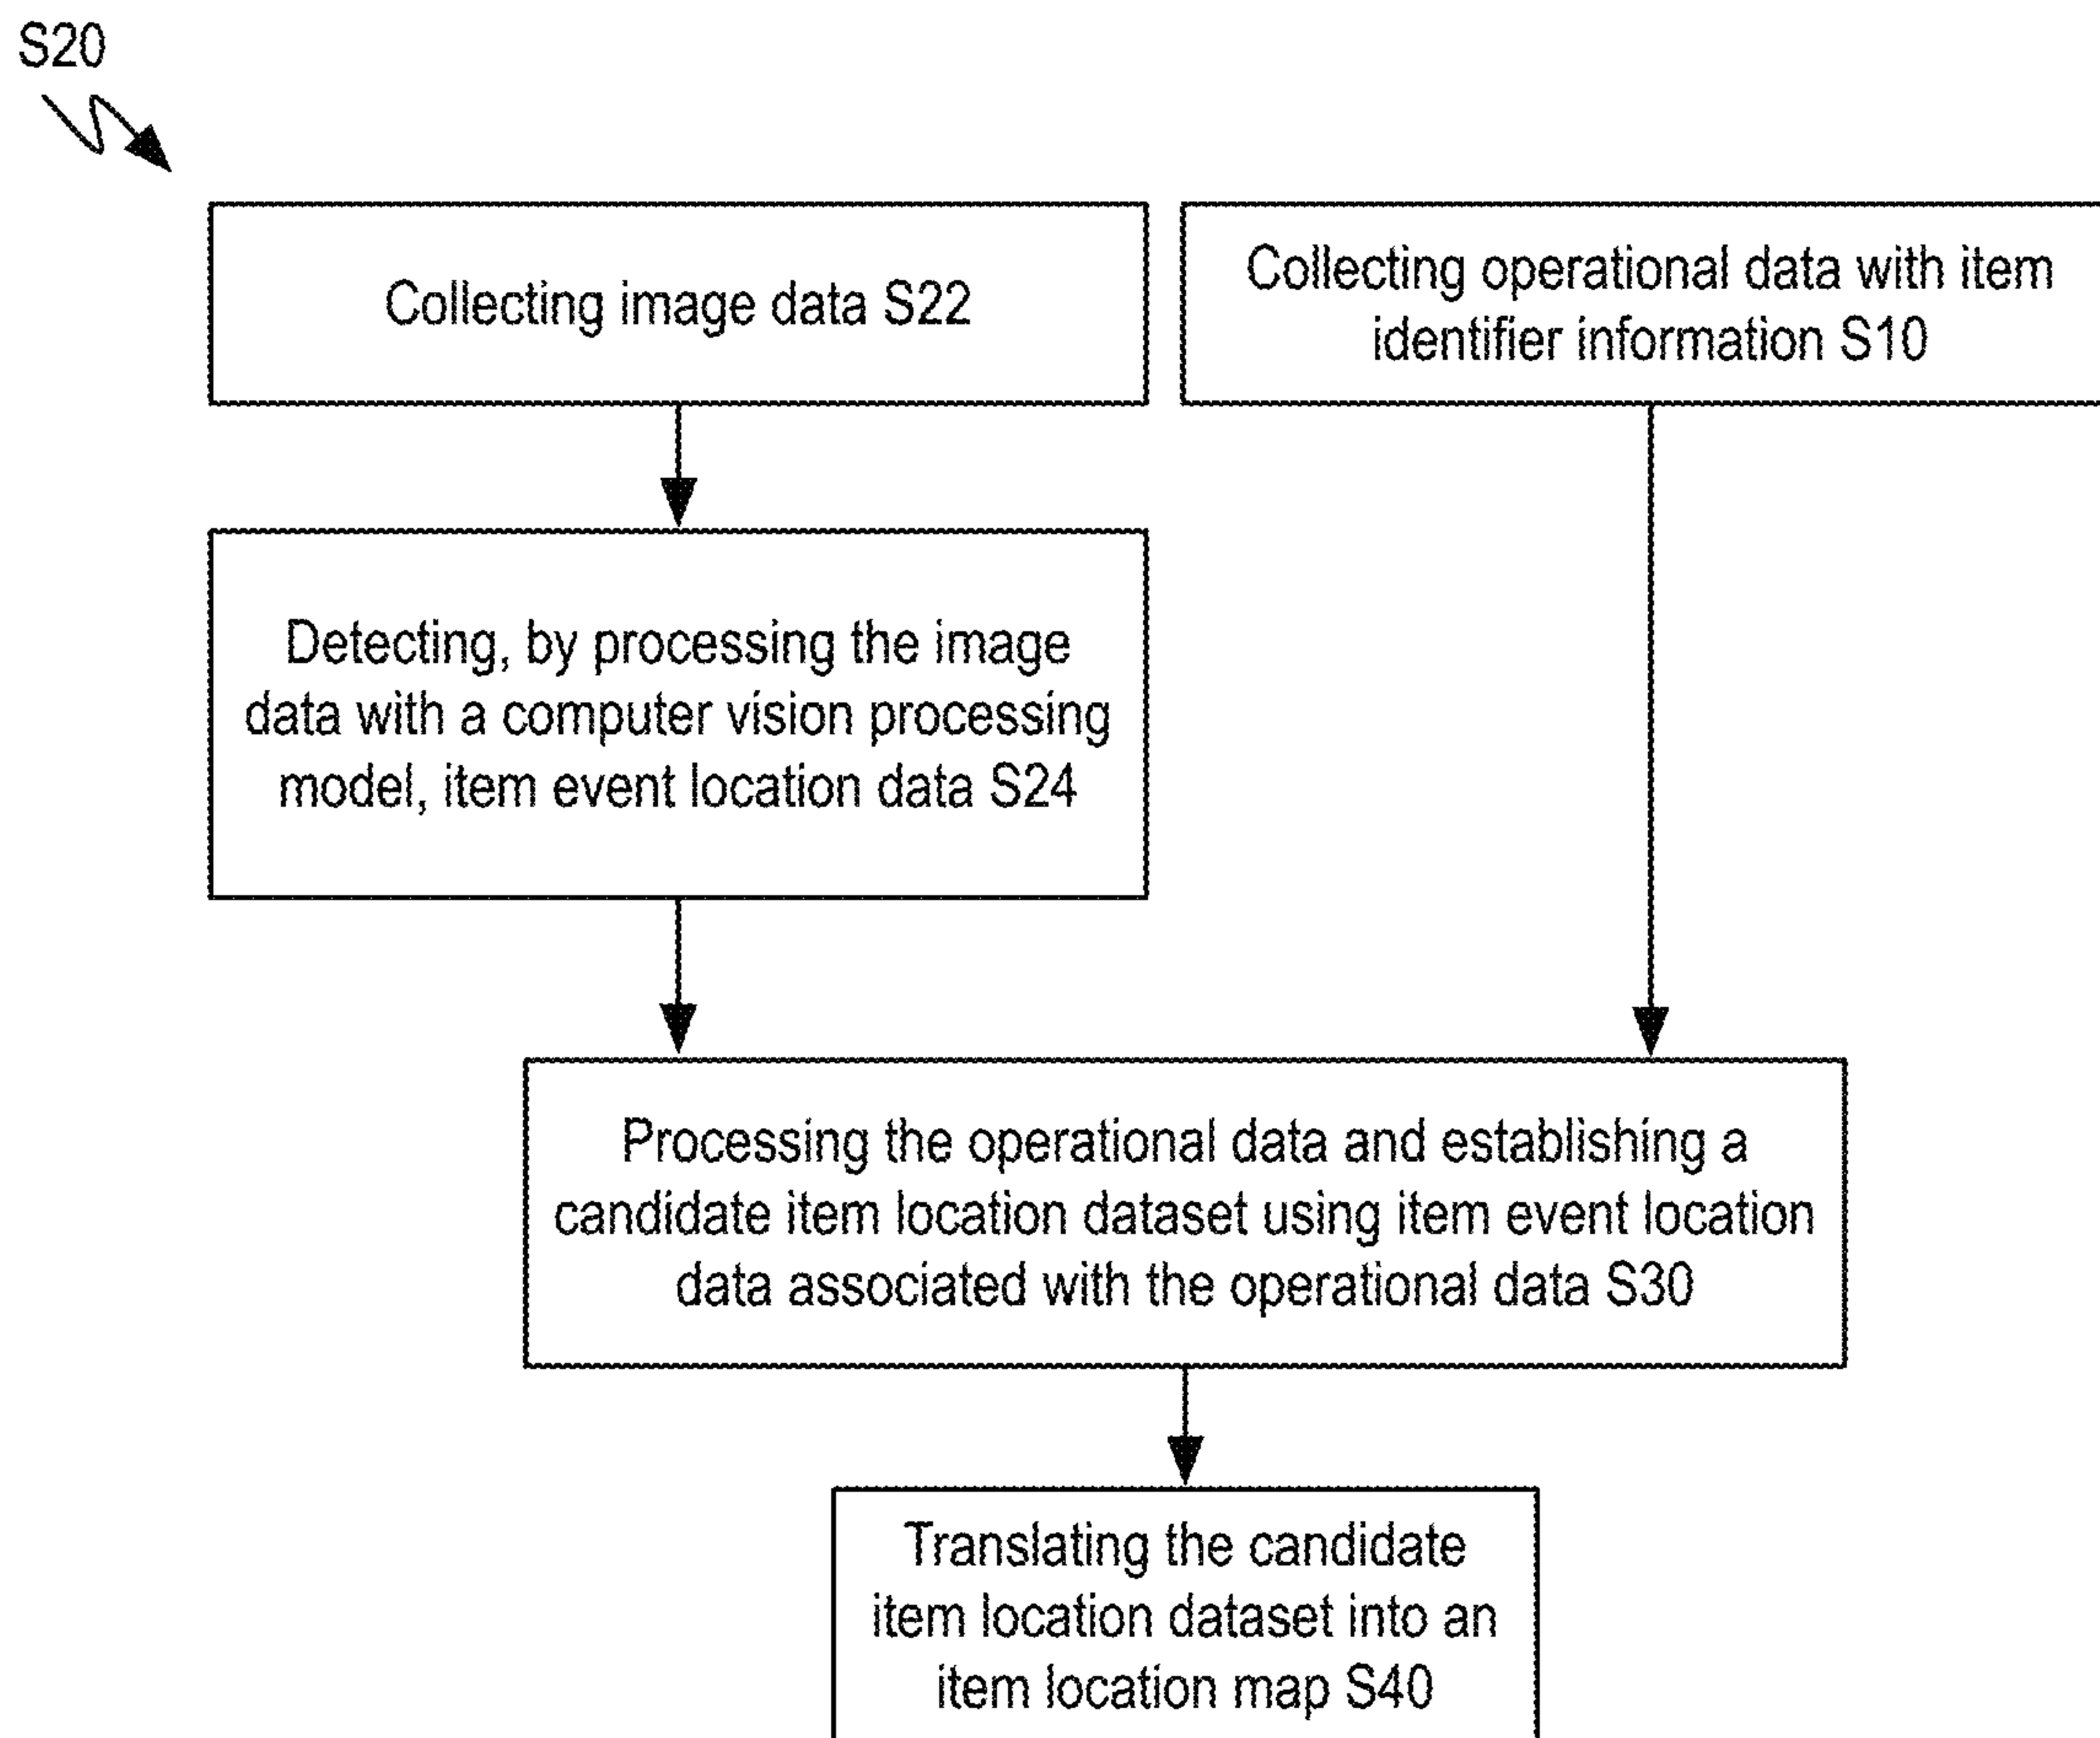 S20
Collecting image data S22
Collecting operational data with item
identifier information S10
Detecting, by processing the image
data with a computer vision processing
model, item event location data S24
Processing the operational data and establishing a
candidate item location dataset using item event location
data associated with the operational data S30
Translating the candidate
item location dataset into an
item location map S40